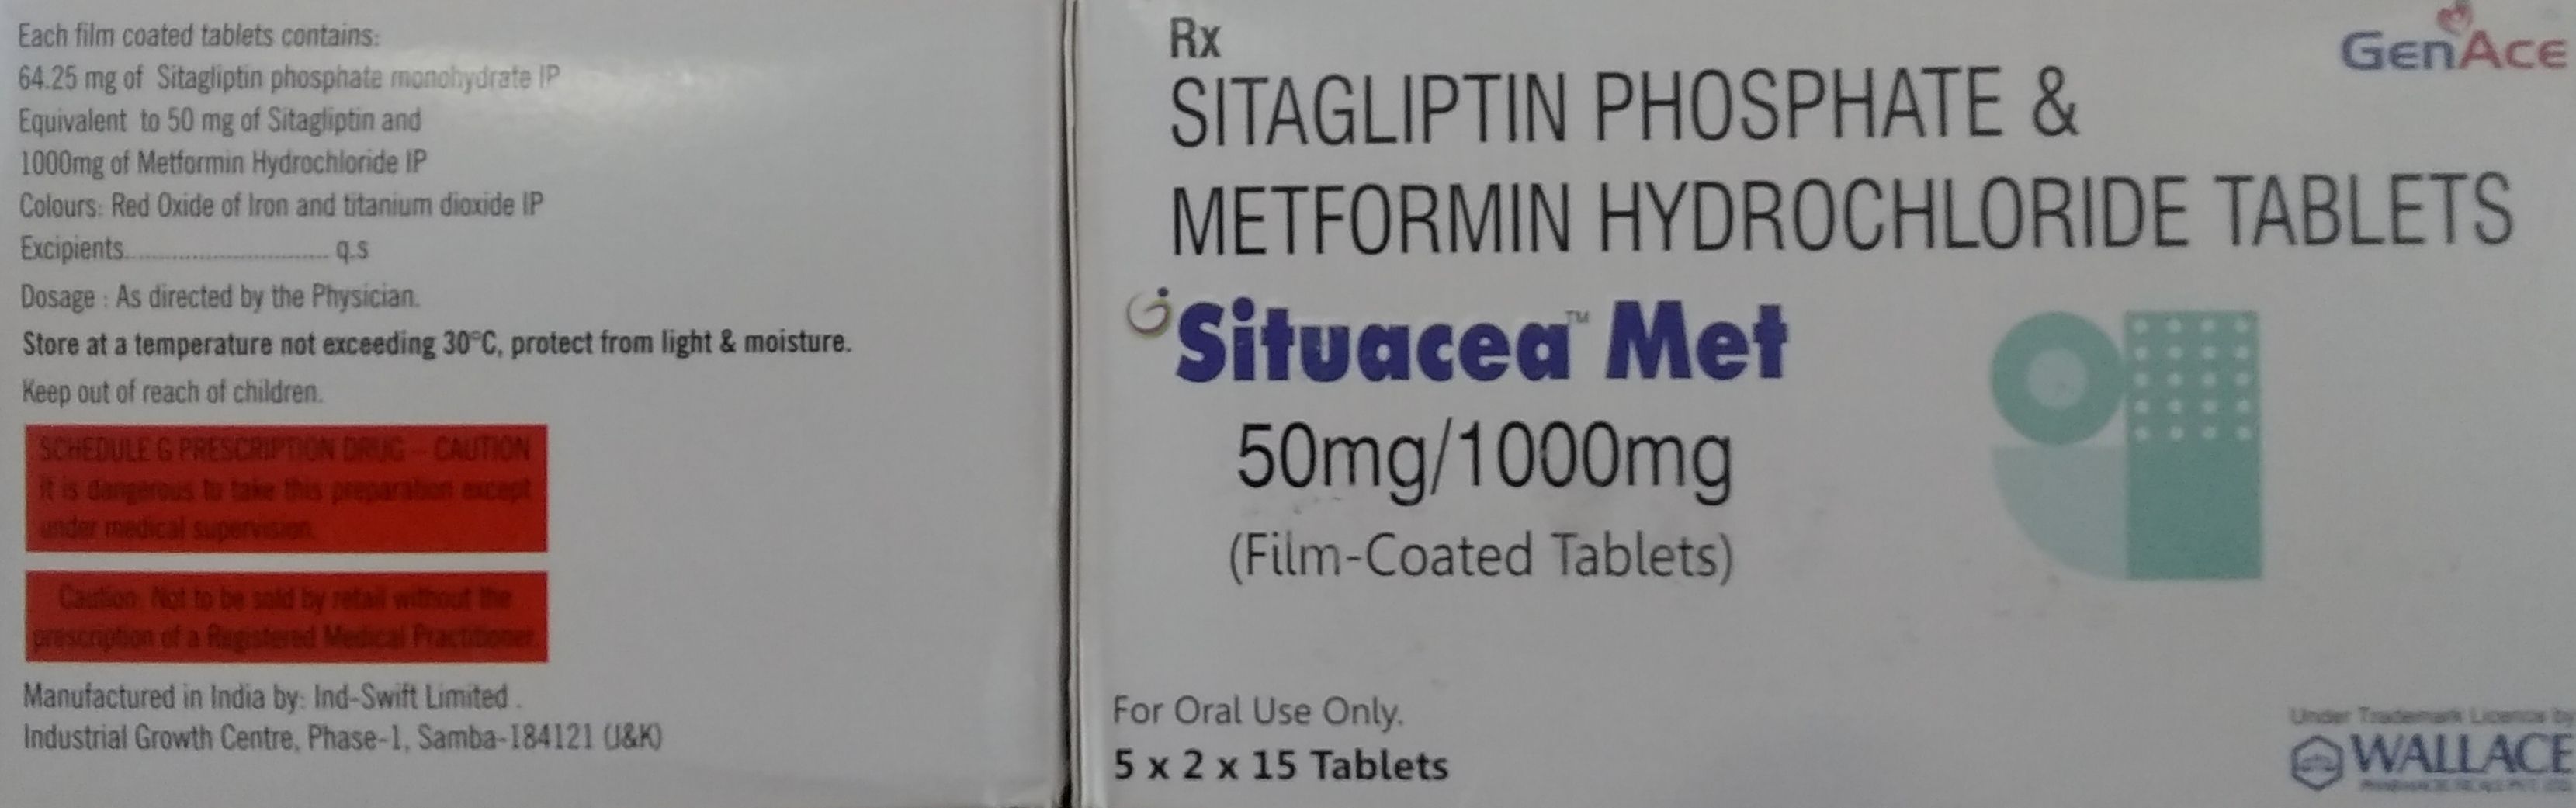 Each film coated tablets contains:
64.25 mg of Sitagliptin phosphate monohydrate IP
Equivalent to 50 mg of Sitagliptin and
1000mg of Metformin Hydrochloride IP
Colours: Red Oxide of Iron and titanium dioxide IP
Excipients................................ q.s
Dosage : As directed by the Physician.
Store at a temperature not exceeding 30°C, protect from light & moisture.
Keep out of reach of children.
SCHEDULE G PRESCRIPTION DRUG – CAUTION
It is dangerous to take this preparation except
under medical supervision.
Caution: Not to be sold by retail without the
prescription of a Registered Medical Practitioner.
Manufactured in India by: Ind-Swift Limited .
Industrial Growth Centre, Phase-1, Samba-184121 (J&K)
Rx
GenAce
SITAGLIPTIN PHOSPHATE &
METFORMIN HYDROCHLORIDE TABLETS
Situacea™ Met
50mg/1000mg
(Film-Coated Tablets)
For Oral Use Only.
5 x 2 x 15 Tablets
Under Trademark Licence by
WALLACE